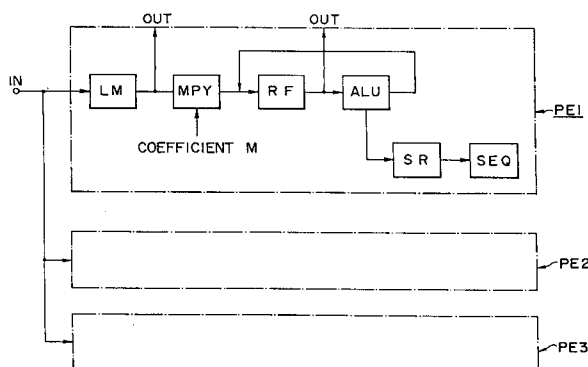 OUT OUT
IN
LM MPY RF ALU
PE1
COEFFICIENT M
SR SEQ
PE2
PE3